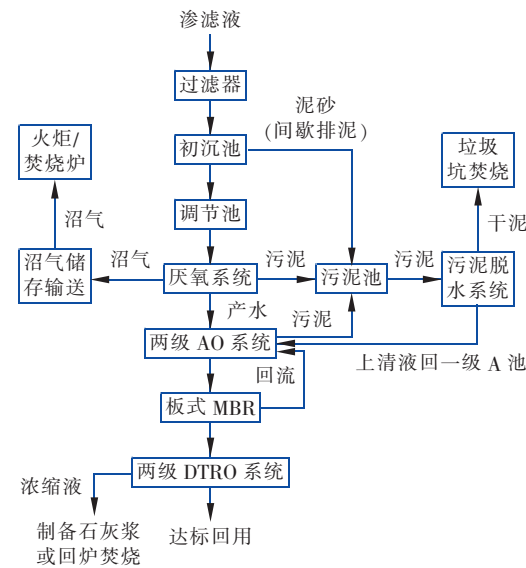 渗滤液
过滤器
泥砂
(间歇排泥)
火炬/
焚烧炉
初沉池
垃圾
坑焚烧
沼气
调节池
干泥
沼气储
存输送
沼气
厌氧系统
污泥
污泥池
污泥
污泥脱
水系统
产水
污泥
两级 AO 系统
上清液回一级 A 池
回流
板式 MBR
两级 DTRO 系统
浓缩液
制备石灰浆
或回炉焚烧
达标回用